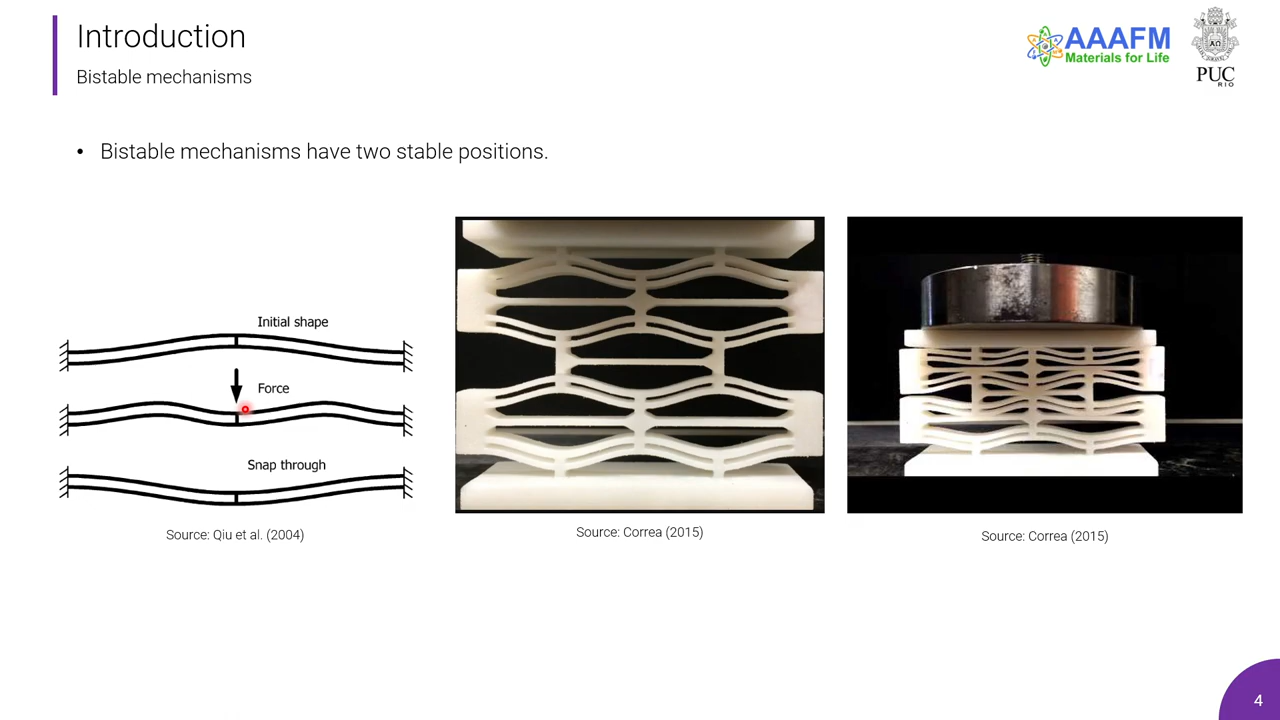 Introduction
Bistable mechanisms
AAAFM
Materials for Life
PUC
RIO
• Bistable mechanisms have two stable positions.
Initial shape
Force
Snap through
Source: Qiu et al. (2004)
Source: Correa (2015)
Source: Correa (2015)
4